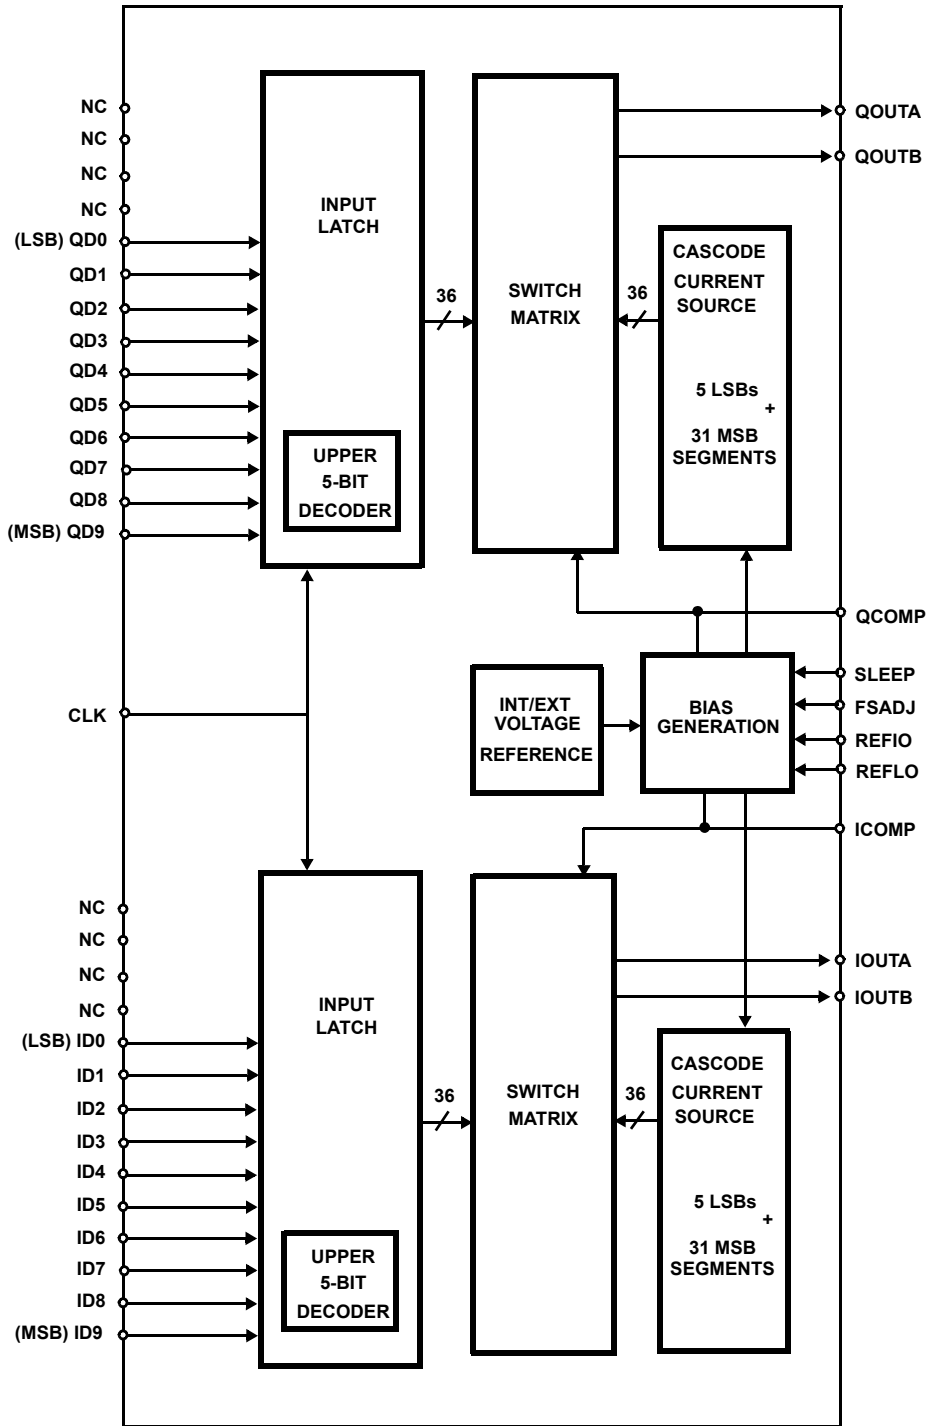 NC
NC
NC
NC
(LSB) QD0
QD1
QD2
QD3
QD4
QD5
QD6
QD7
QD8
(MSB) QD9
INPUT
LATCH
UPPER
5-BIT
DECODER
36
SWITCH
MATRIX
36
CASCODE
CURRENT
SOURCE
5 LSBs
+
31 MSB
SEGMENTS
QOUTA
QOUTB
QCOMP
CLK
INT/EXT
VOLTAGE
REFERENCE
BIAS
GENERATION
SLEEP
FSADJ
REFIO
REFLO
ICOMP
NC
NC
NC
NC
(LSB) ID0
ID1
ID2
ID3
ID4
ID5
ID6
ID7
ID8
(MSB) ID9
INPUT
LATCH
UPPER
5-BIT
DECODER
36
SWITCH
MATRIX
36
CASCODE
CURRENT
SOURCE
5 LSBs
+
31 MSB
SEGMENTS
IOUTA
IOUTB